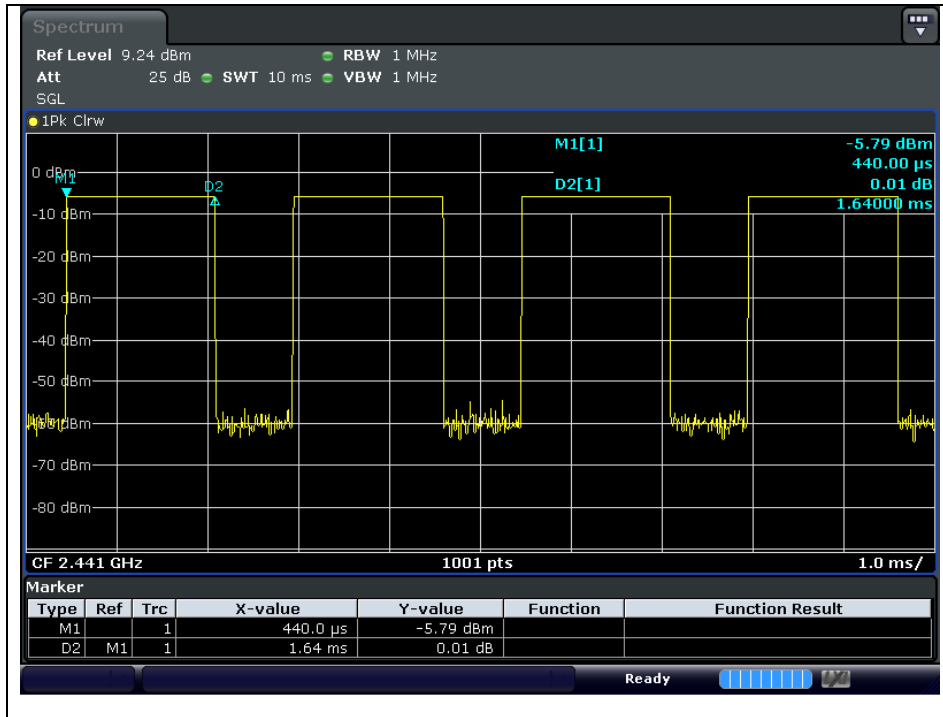 Spectrum
Ref Level 9.24 dBm RBW 1 MHz
Att 25 dB SWT 10 ms VBW 1 MHz
SGL
1Pk Clrw
M1[1] -5.79 dBm
440.00 µs
D2[1] 0.01 dB
1.64000 ms
0 dBm
M1
D2
-10 dBm
-20 dBm
-30 dBm
-40 dBm
-50 dBm
-60 dBm
-70 dBm
-80 dBm
CF 2.441 GHz 1001 pts 1.0 ms/
Marker
Type Ref Trc X-value Y-value Function Function Result
M1 1 440.0 µs -5.79 dBm
D2 M1 1 1.64 ms 0.01 dB
Ready